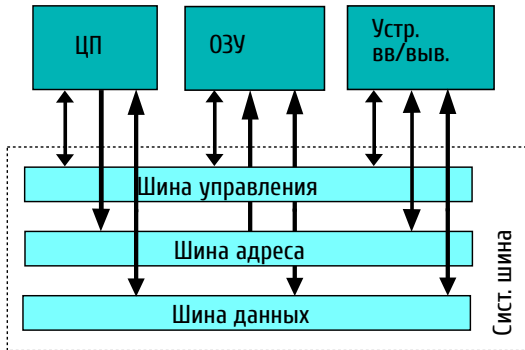 ЦП
ОЗУ
Устр.
вв/выв.
Шина управления
Шина адреса
Шина данных
Сист. шина